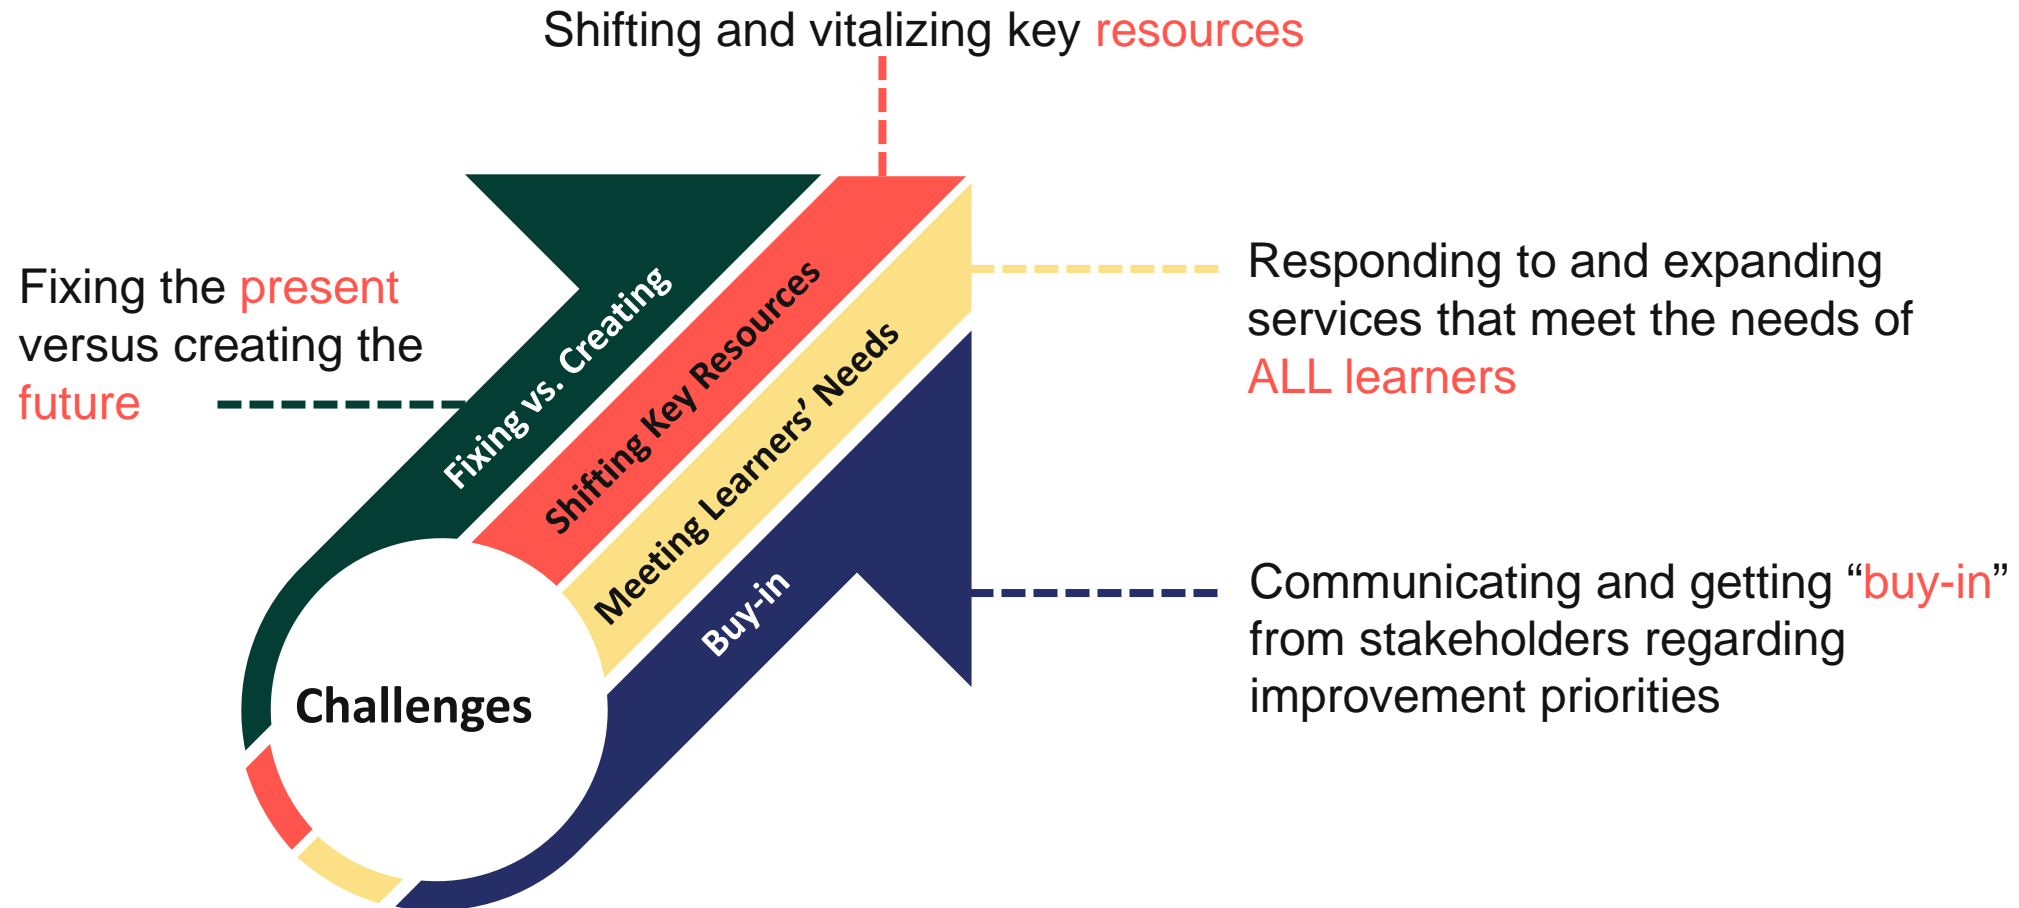 Shifting and vitalizing key resources
Fixing the present
versus creating the
future
Fixing vs. Creating
Shifting Key Resources
Meeting Learners’ Needs
Buy-in
Challenges
Responding to and expanding
services that meet the needs of
ALL learners
Communicating and getting “buy-in”
from stakeholders regarding
improvement priorities